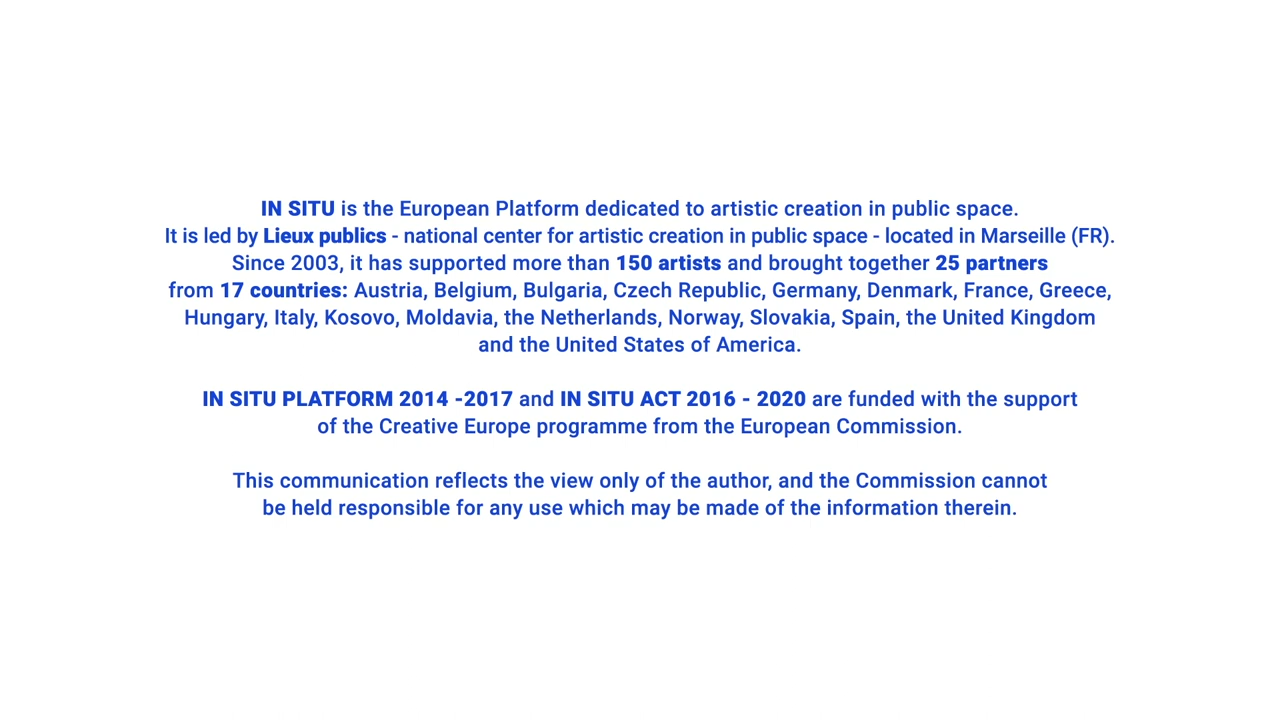 IN SITU is the European Platform dedicated to artistic creation in public space.
It is led by Lieux publics - national center for artistic creation in public space - located in Marseille (FR).
Since 2003, it has supported more than 150 artists and brought together 25 partners
from 17 countries: Austria, Belgium, Bulgaria, Czech Republic, Germany, Denmark, France, Greece,
Hungary, Italy, Kosovo, Moldavia, the Netherlands, Norway, Slovakia, Spain, the United Kingdom
and the United States of America.
IN SITU PLATFORM 2014 -2017 and IN SITU ACT 2016 - 2020 are funded with the support
of the Creative Europe programme from the European Commission.
This communication reflects the view only of the author, and the Commission cannot
be held responsible for any use which may be made of the information therein.